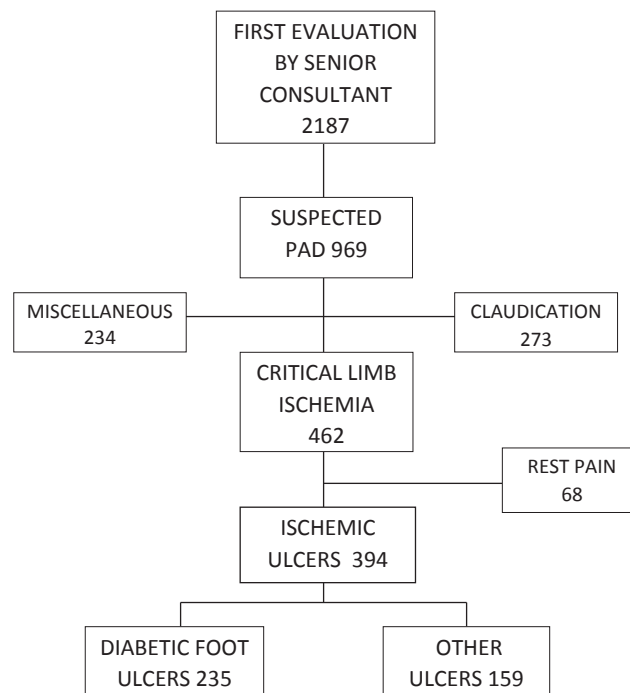 FIRST EVALUATION
BY SENIOR
CONSULTANT
2187
SUSPECTED
PAD 969
MISCELLANEOUS
234
CLAUDICATION
273
CRITICAL LIMB
ISCHEMIA
462
REST PAIN
68
ISCHEMIC
ULCERS 394
DIABETIC FOOT
ULCERS 235
OTHER
ULCERS 159